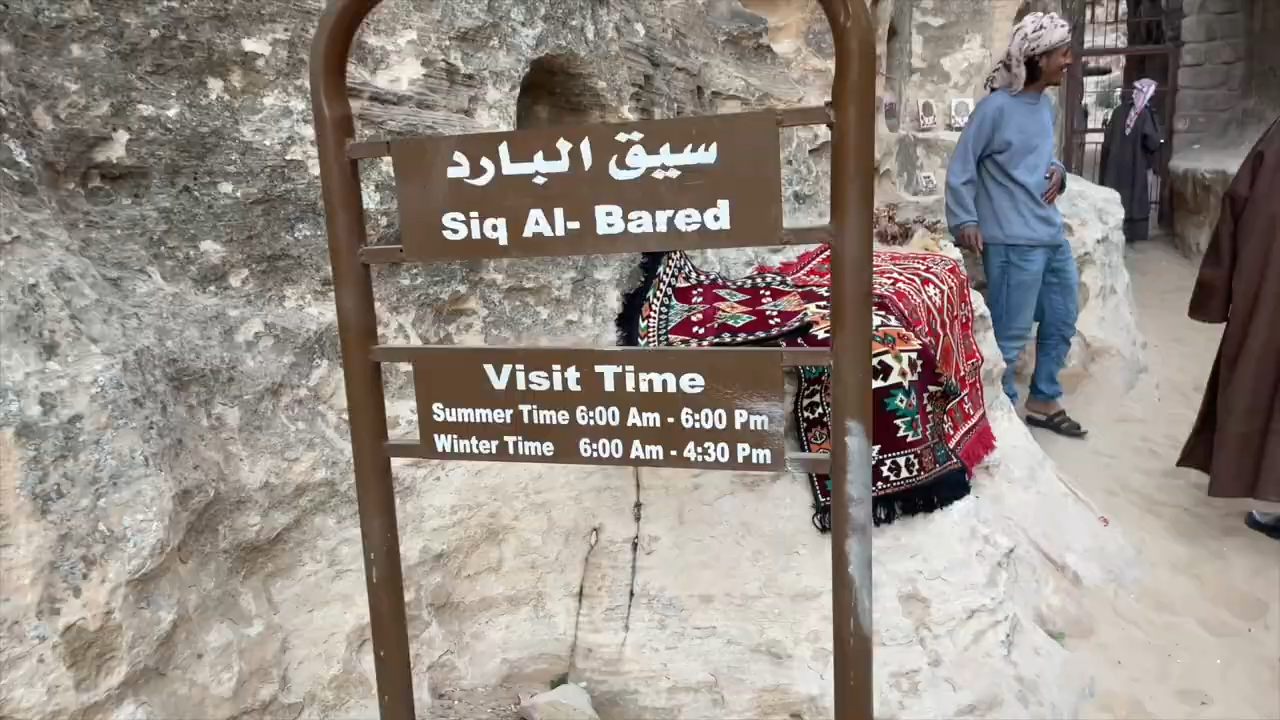 سيق البارد
Siq Al- Bared
Visit Time
Summer Time 6:00 Am - 6:00 Pm
Winter Time 6:00 Am - 4:30 Pm